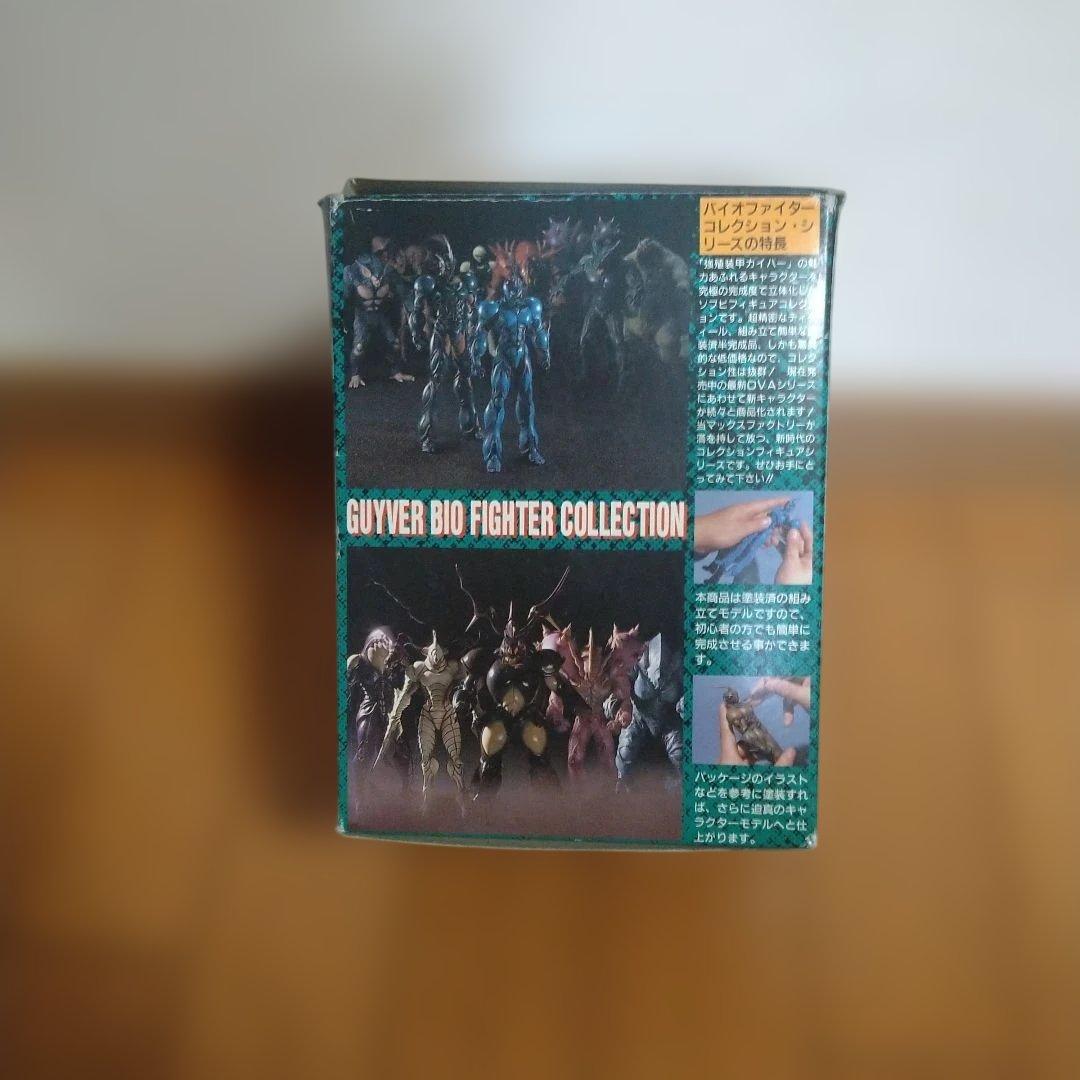 バイオファイター
コレクション・シ
リーズの特長
「強殖装甲ガイバー」の魅
力あふれるキャラクターを
究極の完成度で立体化し
ソフビフィギュアコレク
ョンです。超精密なディ
ィール、組み立て簡単な
装済半完成品、しかも驚異
的な低価格なので、コレク
ション性は抜群!現在発
売中の最新OVAシリーズ
にあわせて新キャラクター
が続々と商品化されます!
当マックスファクトリーが
満を持して放つ、新時代の
コレクションフィギュアシ
リーズです。ぜひお手にと
ってみて下さい!!
GUYVER BIO FIGHTER COLLECTION
本商品は塗装済の組み
立てモデルですので、
初心者の方でも簡単に
完成させる事ができま
す。
パッケージのイラスト
などを参考に塗装すれ
ば、さらに迫真のキャ
ラクターモデルへと仕
上がります。